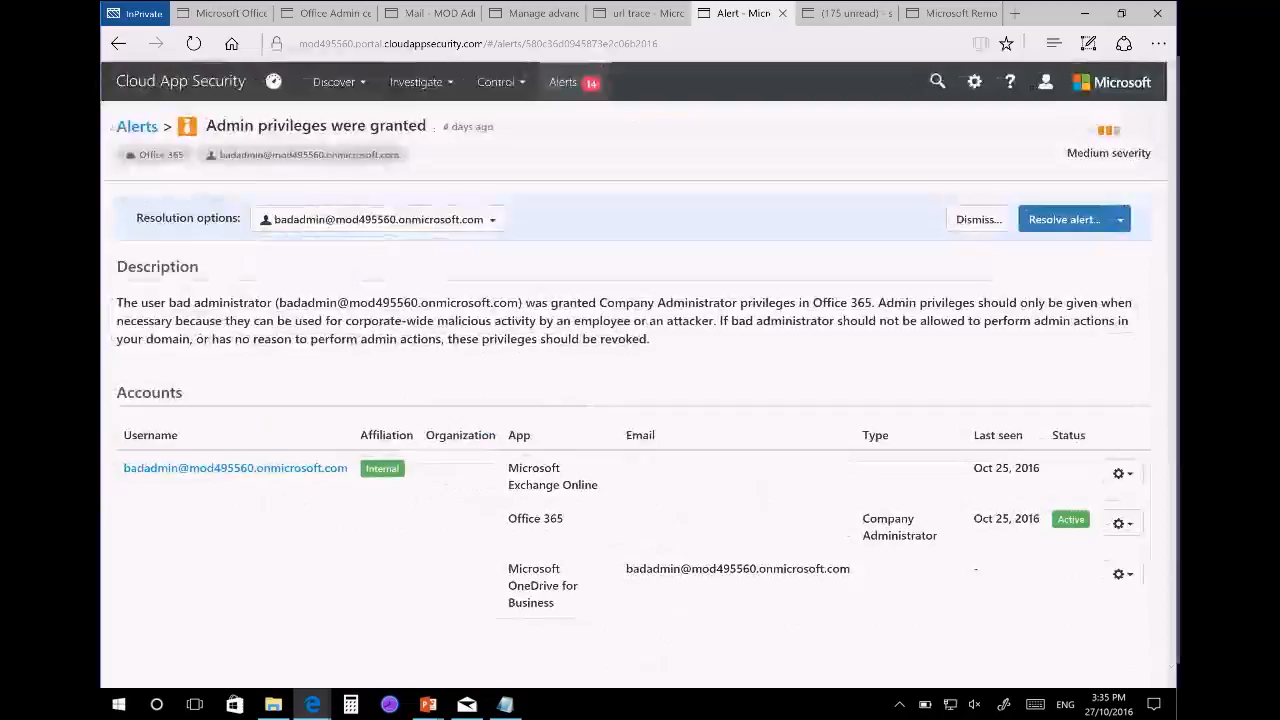 InPrivate
Microsoft Office
Office Admin ce
Mail - MOD Adi
Manage advanc
url trace - Micro
Alert - Micr
(175 unread) - s
Microsoft Remo
mod495560.portal.cloudappsecurity.com/#/alerts/580c36d0945873e2c06b2016
Cloud App Security
Discover
Investigate
Control
Alerts 14
Microsoft
Alerts > Admin privileges were granted 4 days ago
Office 365 badadmin@mod495560.onmicrosoft.com
Medium severity
Resolution options: badadmin@mod495560.onmicrosoft.com Dismiss... Resolve alert...
Description
The user bad administrator (badadmin@mod495560.onmicrosoft.com) was granted Company Administrator privileges in Office 365. Admin privileges should only be given when
necessary because they can be used for corporate-wide malicious activity by an employee or an attacker. If bad administrator should not be allowed to perform admin actions in
your domain, or has no reason to perform admin actions, these privileges should be revoked.
Accounts
Username Affiliation Organization App Email Type Last seen Status
badadmin@mod495560.onmicrosoft.com Internal Microsoft Oct 25, 2016
Exchange Online
Office 365 Company Oct 25, 2016 Active
Administrator
Microsoft badadmin@mod495560.onmicrosoft.com -
OneDrive for
Business
ENG
3:35 PM
27/10/2016